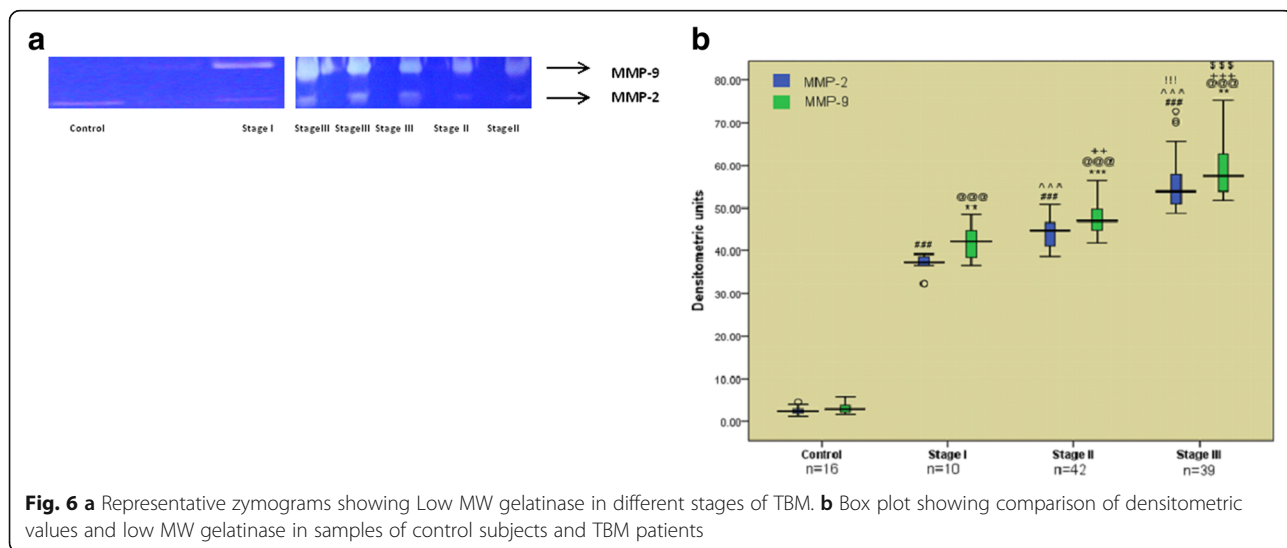 a
MMP-9
MMP-2
Control
Stage I
StageIII StageIII Stage III Stage II StageII
b
MMP-2
MMP-9
Densitometric units
80.00
70.00
60.00
50.00
40.00
30.00
20.00
10.00
0.00
###
@@@
**
^^^
###
++
@@@
***
!!!
^^^
###
$$$
+++
@@@
**
Control Stage I Stage II Stage III
n=16 n=10 n=42 n=39
Fig. 6 a Representative zymograms showing Low MW gelatinase in different stages of TBM. b Box plot showing comparison of densitometric
values and low MW gelatinase in samples of control subjects and TBM patients